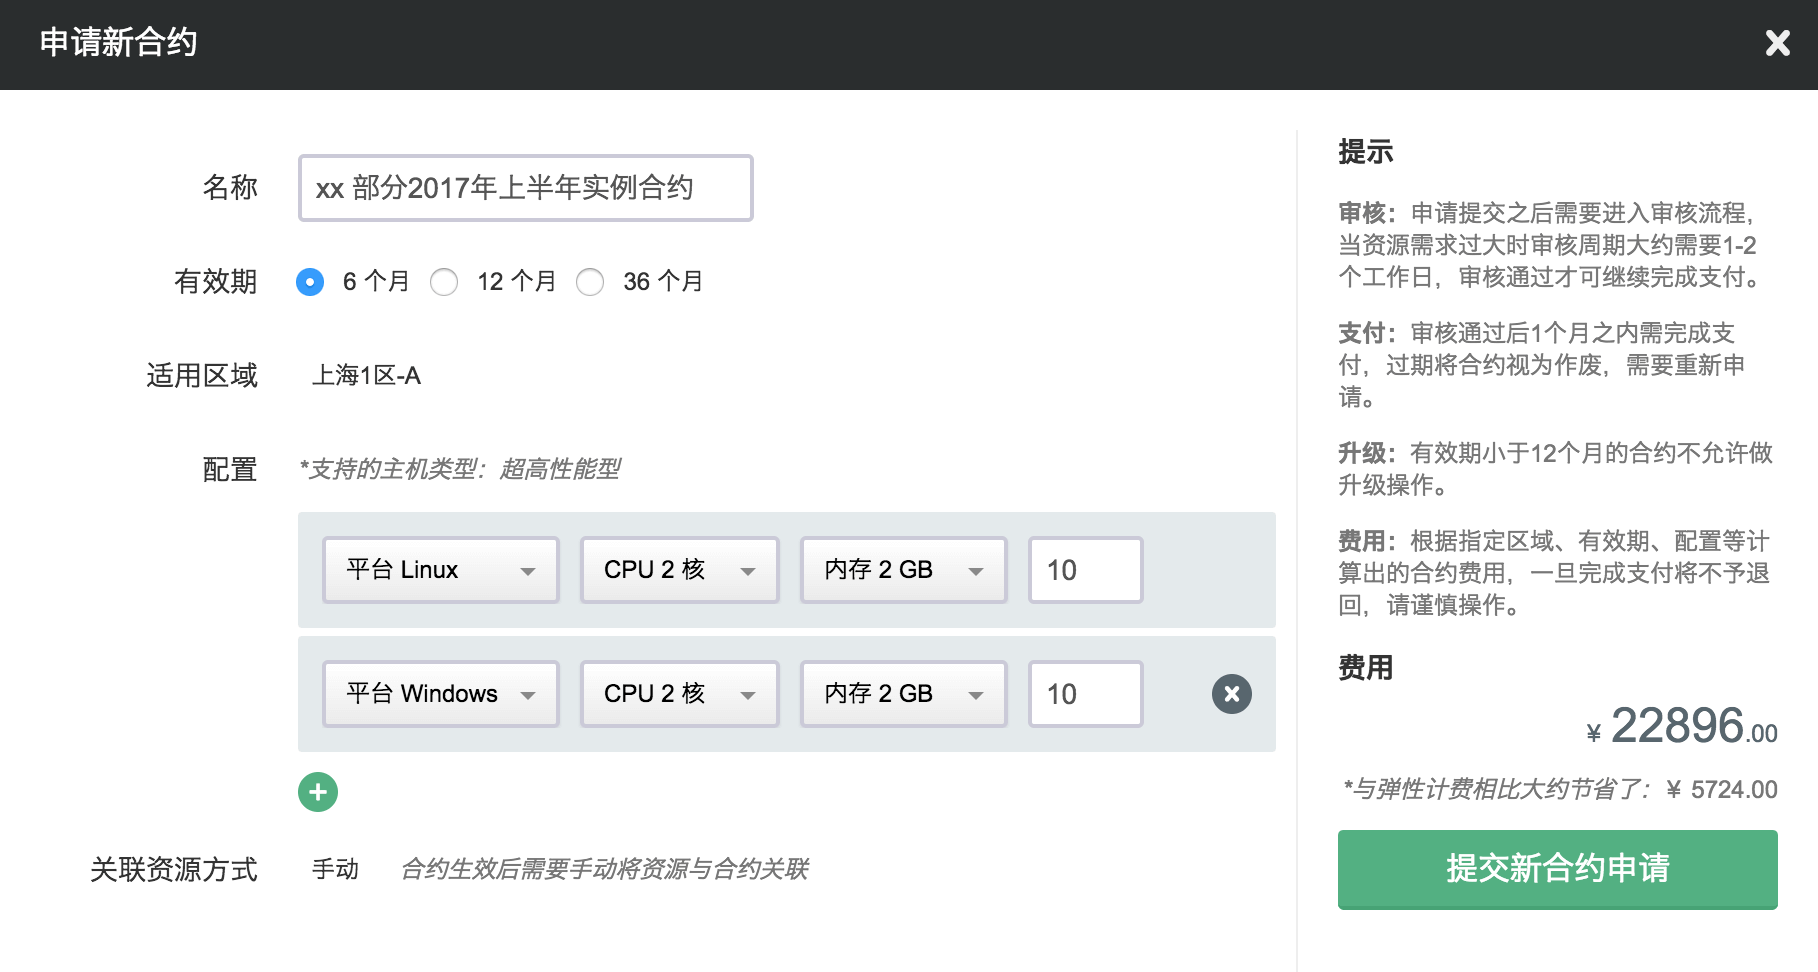 申请新合约
名称
xx 部分2017年上半年实例合约
有效期
6 个月
12 个月
36 个月
适用区域
上海1区-A
配置
*支持的主机类型：超高性能型
平台 Linux
CPU 2 核
内存 2 GB
10
平台 Windows
CPU 2 核
内存 2 GB
10
关联资源方式
手动
合约生效后需要手动将资源与合约关联
提示
审核：申请提交之后需要进入审核流程，
当资源需求过大时审核周期大约需要1-2
个工作日，审核通过才可继续完成支付。
支付：审核通过后1个月之内需完成支
付，过期将合约视为作废，需要重新申
请。
升级：有效期小于12个月的合约不允许做
升级操作。
费用：根据指定区域、有效期、配置等计
算出的合约费用，一旦完成支付将不予退
回，请谨慎操作。
费用
¥ 22896.00
*与弹性计费相比大约节省了：¥ 5724.00
提交新合约申请